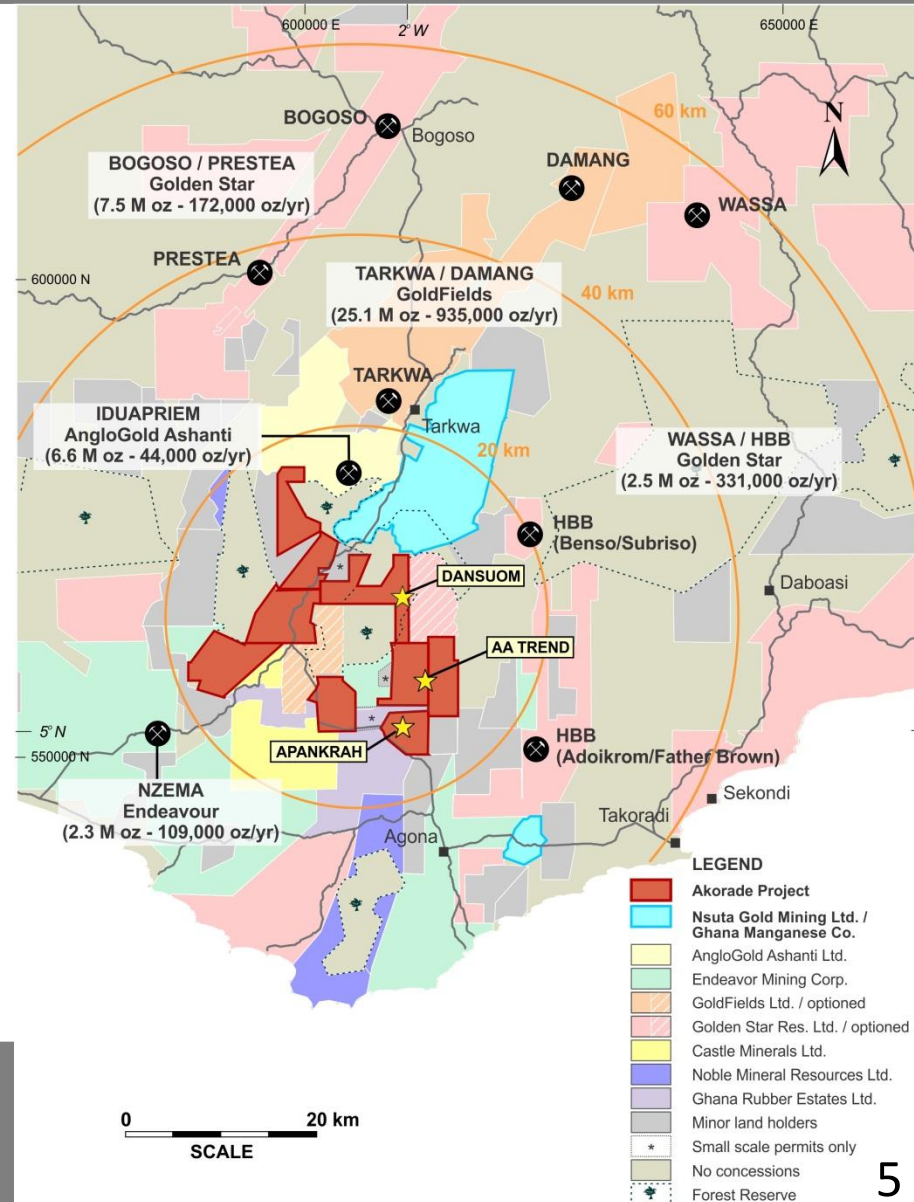 600000 E
2° W
650000 E
60 km
N
BOGOSO
Bogoso
BOGOSO / PRESTEA
Golden Star
(7.5 M oz - 172,000 oz/yr)
DAMANG
WASSA
PRESTEA
600000 N
TARKWA / DAMANG
GoldFields
(25.1 M oz - 935,000 oz/yr)
40 km
TARKWA
Tarkwa
IDUAPRIEM
AngloGold Ashanti
(6.6 M oz - 44,000 oz/yr)
20 km
WASSA / HBB
Golden Star
(2.5 M oz - 331,000 oz/yr)
HBB
(Benso/Subriso)
*
DANSUOM
Daboasi
AA TREND
*
*
5° N
550000 N
APANKRAH
HBB
(Adoikrom/Father Brown)
NZEMA
Endeavour
(2.3 M oz - 109,000 oz/yr)
Sekondi
Takoradi
Agona
LEGEND
Akorade Project
Nsuta Gold Mining Ltd. /
Ghana Manganese Co.
AngloGold Ashanti Ltd.
Endeavor Mining Corp.
GoldFields Ltd. / optioned
Golden Star Res. Ltd. / optioned
Castle Minerals Ltd.
Noble Mineral Resources Ltd.
Ghana Rubber Estates Ltd.
Minor land holders
* Small scale permits only
No concessions
Forest Reserve
0 20 km
SCALE
5